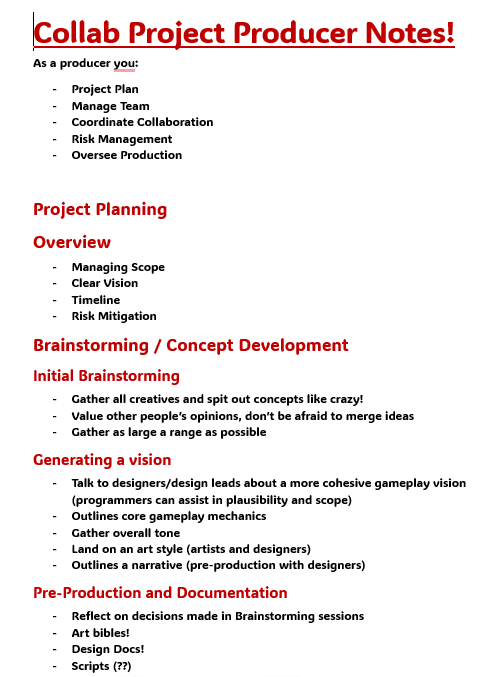 Collab Project Producer Notes!
As a producer you:
- Project Plan
- Manage Team
- Coordinate Collaboration
- Risk Management
- Oversee Production
Project Planning
Overview
- Managing Scope
- Clear Vision
- Timeline
- Risk Mitigation
Brainstorming / Concept Development
Initial Brainstorming
- Gather all creatives and spit out concepts like crazy!
- Value other people’s opinions, don’t be afraid to merge ideas
- Gather as large a range as possible
Generating a vision
- Talk to designers/design leads about a more cohesive gameplay vision
(programmers can assist in plausibility and scope)
- Outlines core gameplay mechanics
- Gather overall tone
- Land on an art style (artists and designers)
- Outlines a narrative (pre-production with designers)
Pre-Production and Documentation
- Reflect on decisions made in Brainstorming sessions
- Art bibles!
- Design Docs!
- Scripts (??)